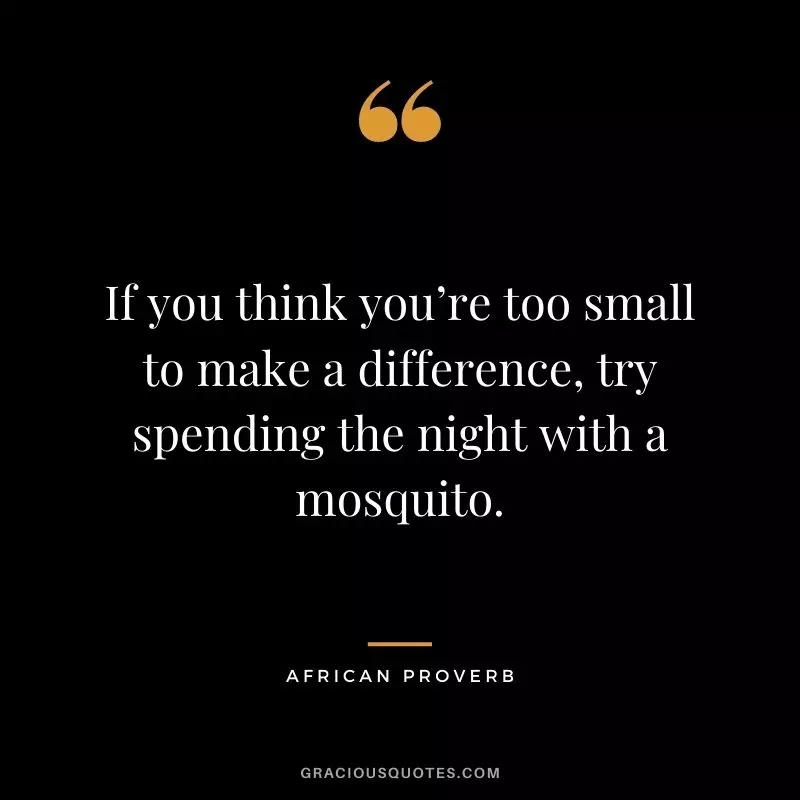 “
If you think you’re too small
to make a difference, try
spending the night with a
mosquito.
AFRICAN PROVERB
GRACIOUSQUOTES.COM